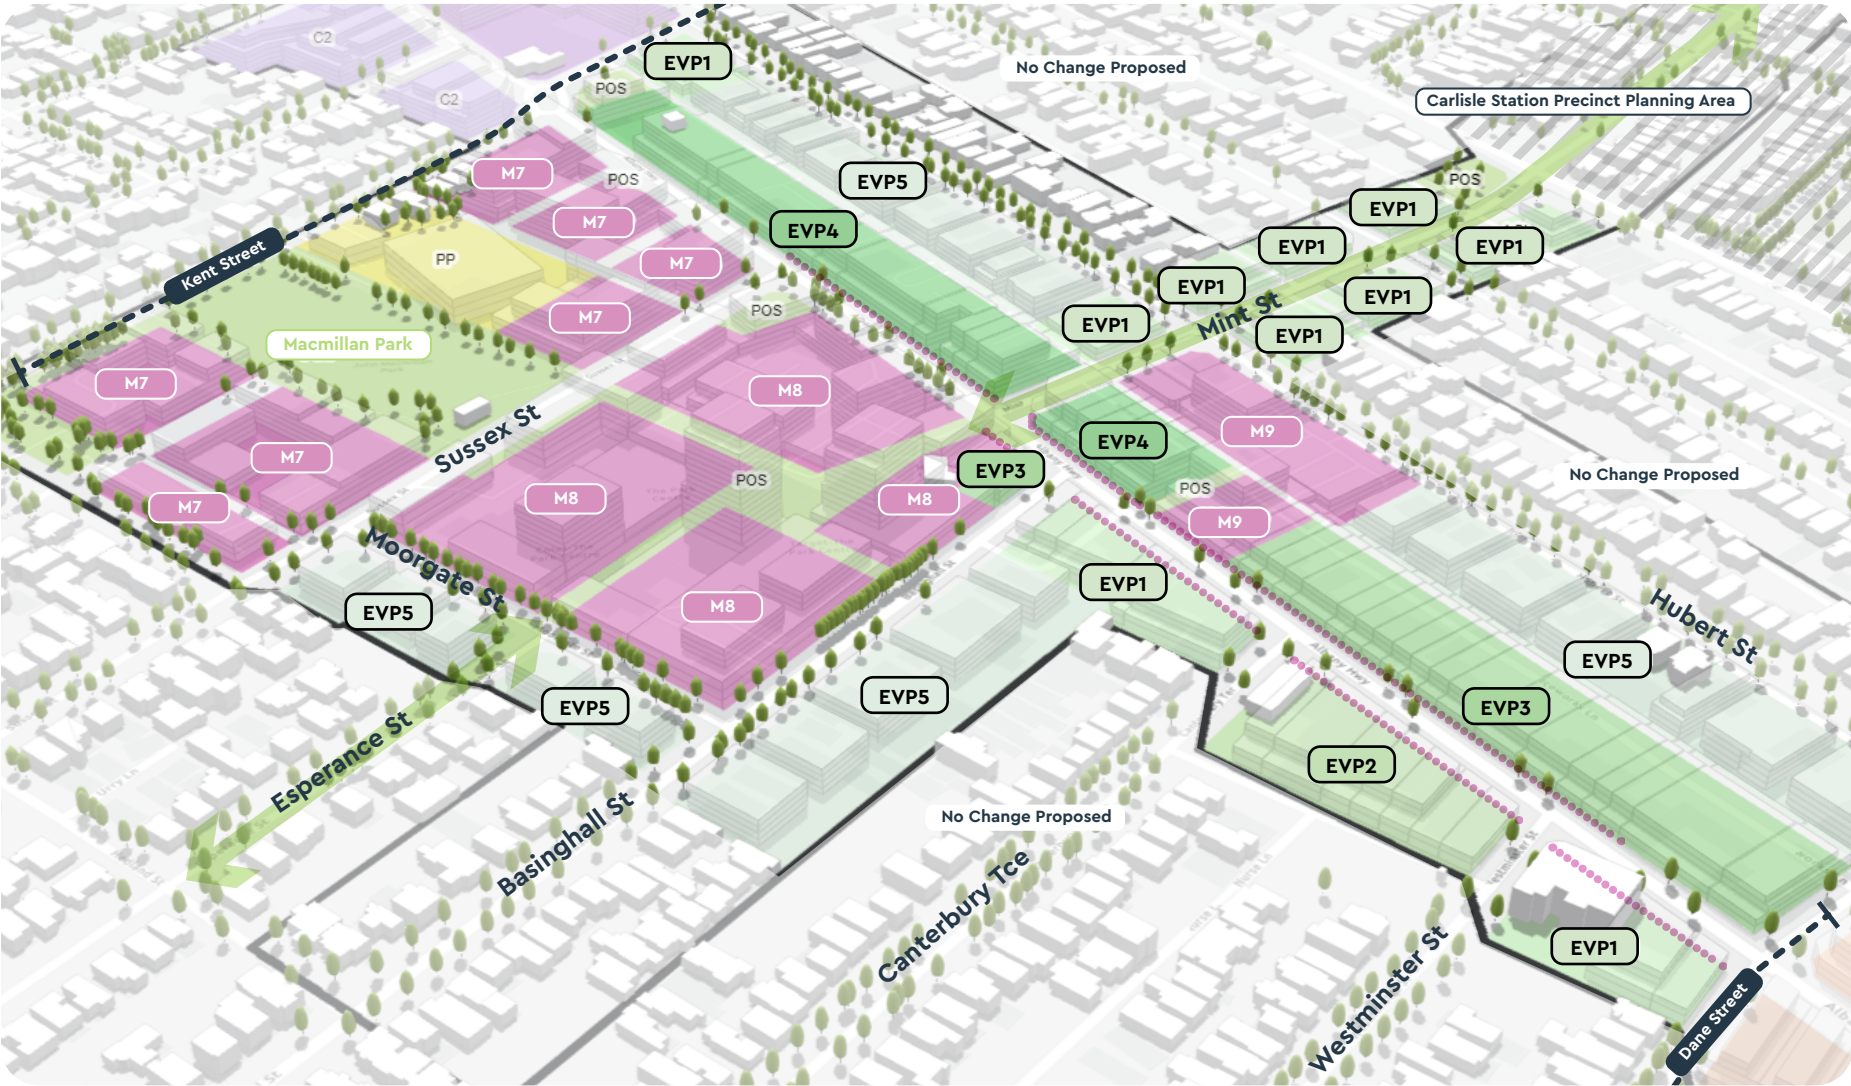 C2
EVP1
No Change Proposed
POS
C2
Carlisle Station Precinct Planning Area
M7
POS
EVP5
POS
EVP1
M7
EVP4
EVP1
EVP1
Kent Street
PP
M7
EVP1
EVP1
M7
POS
EVP1
Mint St
EVP1
Macmillan Park
M7
M8
Sussex St
M9
EVP4
M7
EVP3
No Change Proposed
POS
POS
M7
M8
M8
M9
Moorgate St
EVP1
EVP5
M8
Hubert St
EVP5
Albany Hwy
EVP5
EVP5
EVP3
Esperance St
EVP2
No Change Proposed
Basinghall St
Canterbury Tce
Westminster St
EVP1
Dane Street